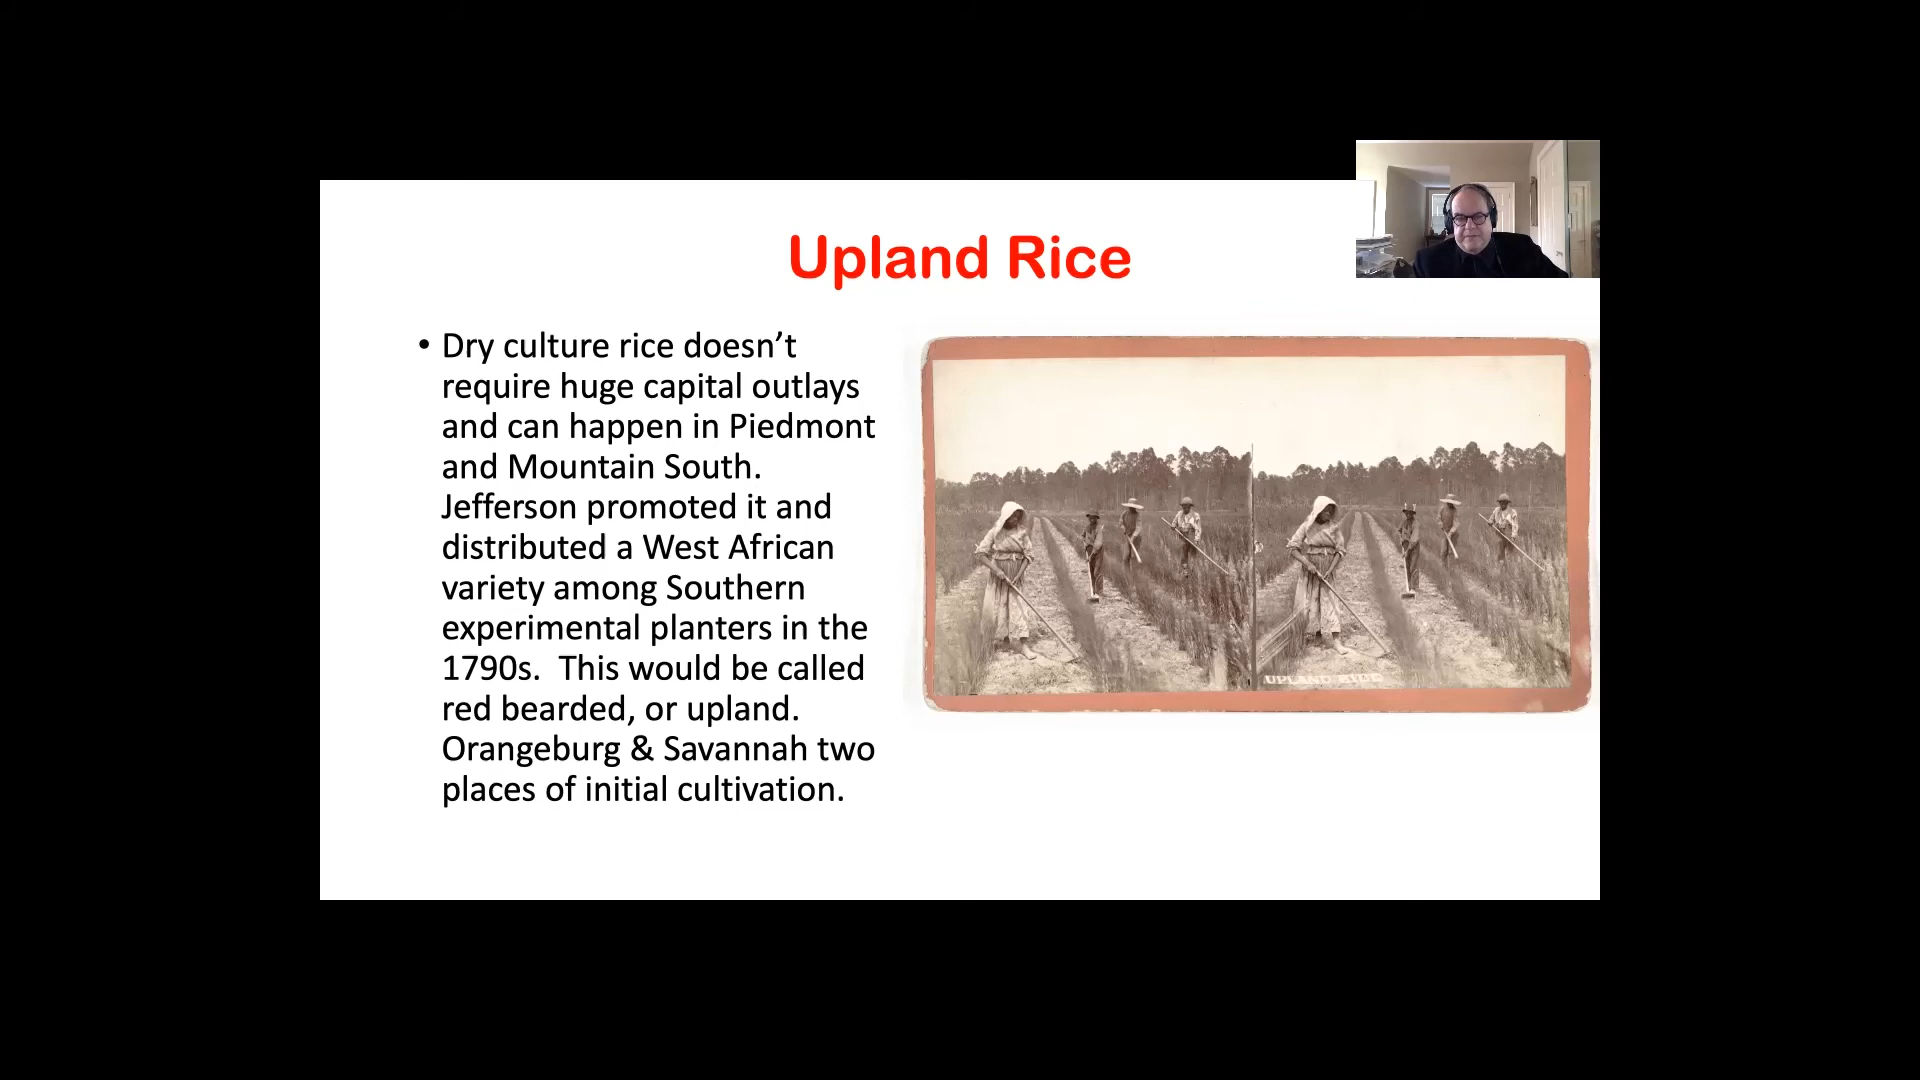 Upland Rice
• Dry culture rice doesn’t
require huge capital outlays
and can happen in Piedmont
and Mountain South.
Jefferson promoted it and
distributed a West African
variety among Southern
experimental planters in the
1790s.  This would be called
red bearded, or upland.
Orangeburg & Savannah two
places of initial cultivation.
UPLAND RICE